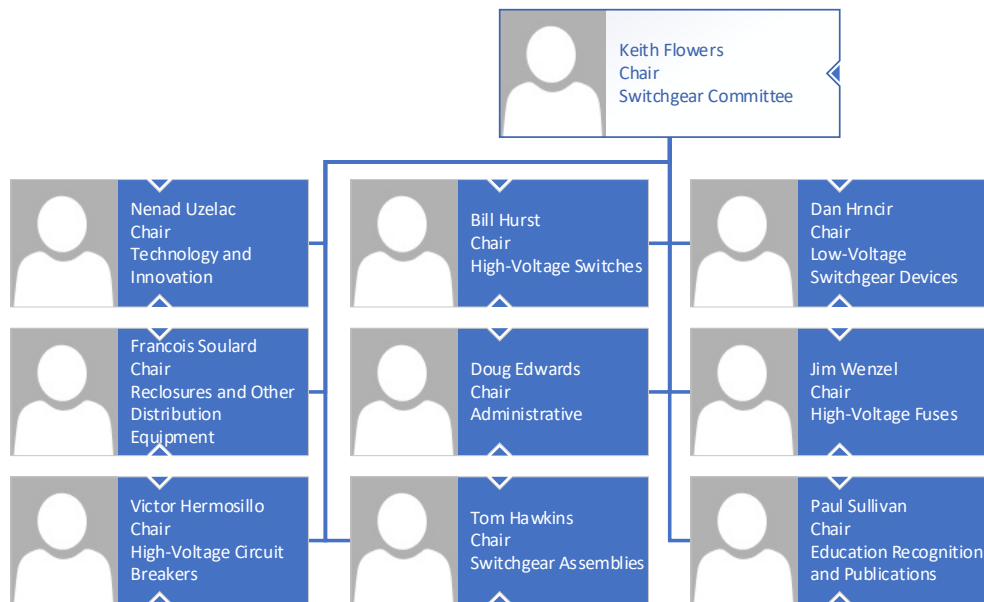 Keith Flowers
Chair
Switchgear Committee
Nenad Uzelac
Chair
Technology and
Innovation
Bill Hurst
Chair
High-Voltage Switches
Dan Hrncir
Chair
Low-Voltage
Switchgear Devices
Francois Soulard
Chair
Reclosures and Other
Distribution
Equipment
Doug Edwards
Chair
Administrative
Jim Wenzel
Chair
High-Voltage Fuses
Victor Hermosillo
Chair
High-Voltage Circuit
Breakers
Tom Hawkins
Chair
Switchgear Assemblies
Paul Sullivan
Chair
Education Recognition
and Publications